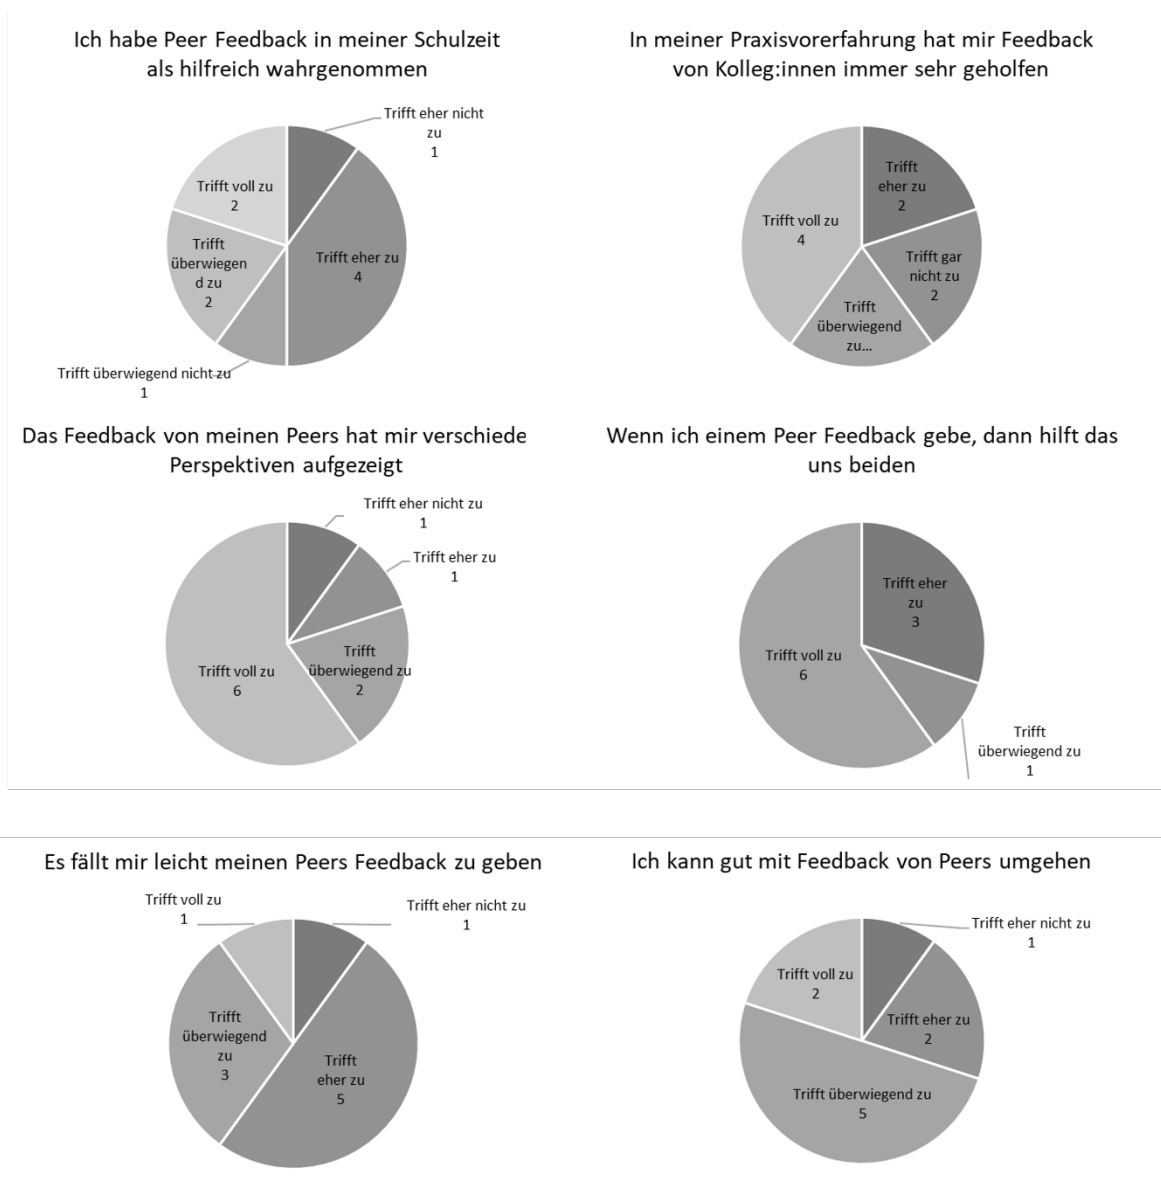 Ich habe Peer Feedback in meiner Schulzeit
als hilfreich wahrgenommen
Trifft eher nicht
zu
1
Trifft eher zu
4
Trifft überwiegend nicht zu
1
Trifft
überwiegen
d zu
2
Trifft voll zu
2
In meiner Praxisvorerfahrung hat mir Feedback
von Kolleg:innen immer sehr geholfen
Trifft
eher zu
2
Trifft gar
nicht zu
2
Trifft
überwiegend
zu...
Trifft voll zu
4
Das Feedback von meinen Peers hat mir verschiede
Perspektiven aufgezeigt
Trifft eher nicht zu
1
Trifft eher zu
1
Trifft
überwiegend zu
2
Trifft voll zu
6
Wenn ich einem Peer Feedback gebe, dann hilft das
uns beiden
Trifft eher
zu
3
Trifft
überwiegend zu
1
Trifft voll zu
6
Es fällt mir leicht meinen Peers Feedback zu geben
Trifft eher nicht zu
1
Trifft
eher zu
5
Trifft
überwiegend
zu
3
Trifft voll zu
1
Ich kann gut mit Feedback von Peers umgehen
Trifft eher nicht zu
1
Trifft eher zu
2
Trifft überwiegend zu
5
Trifft voll zu
2